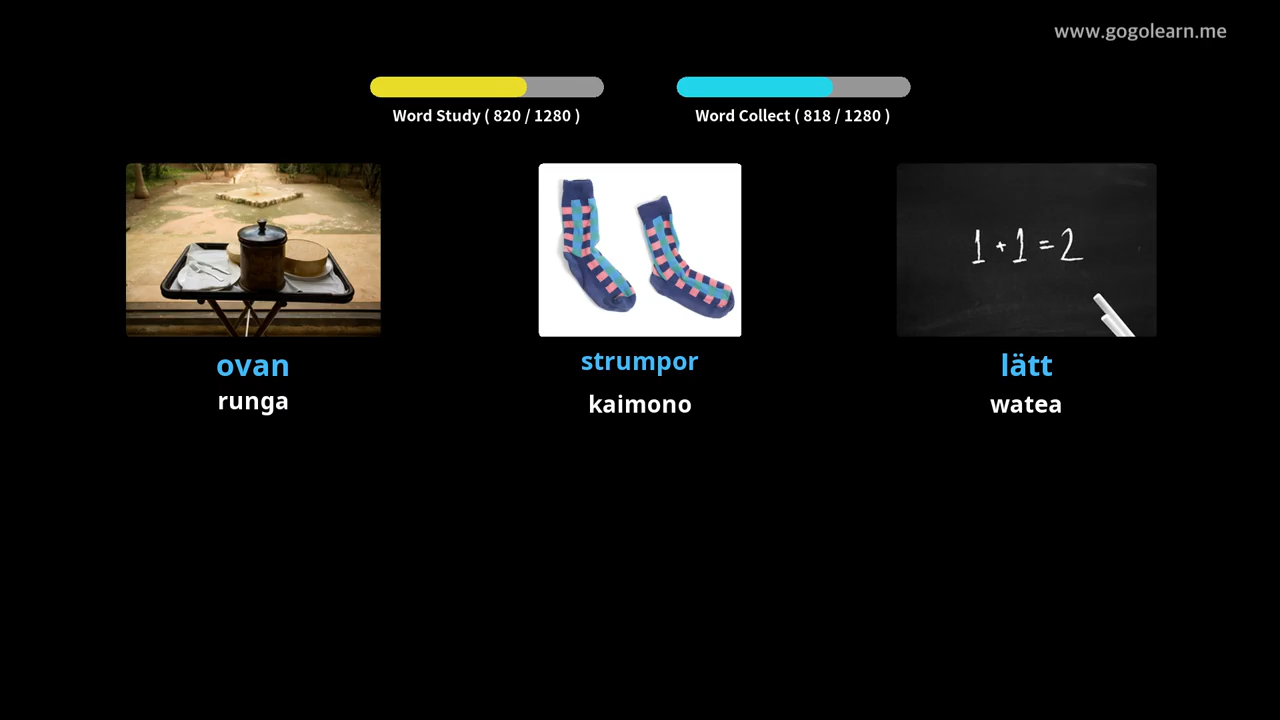 www.gogolearn.me
Word Study ( 820 / 1280 )
Word Collect ( 818 / 1280 )
1 + 1 = 2
ovan
strumpor
lätt
runga
kaimono
watea